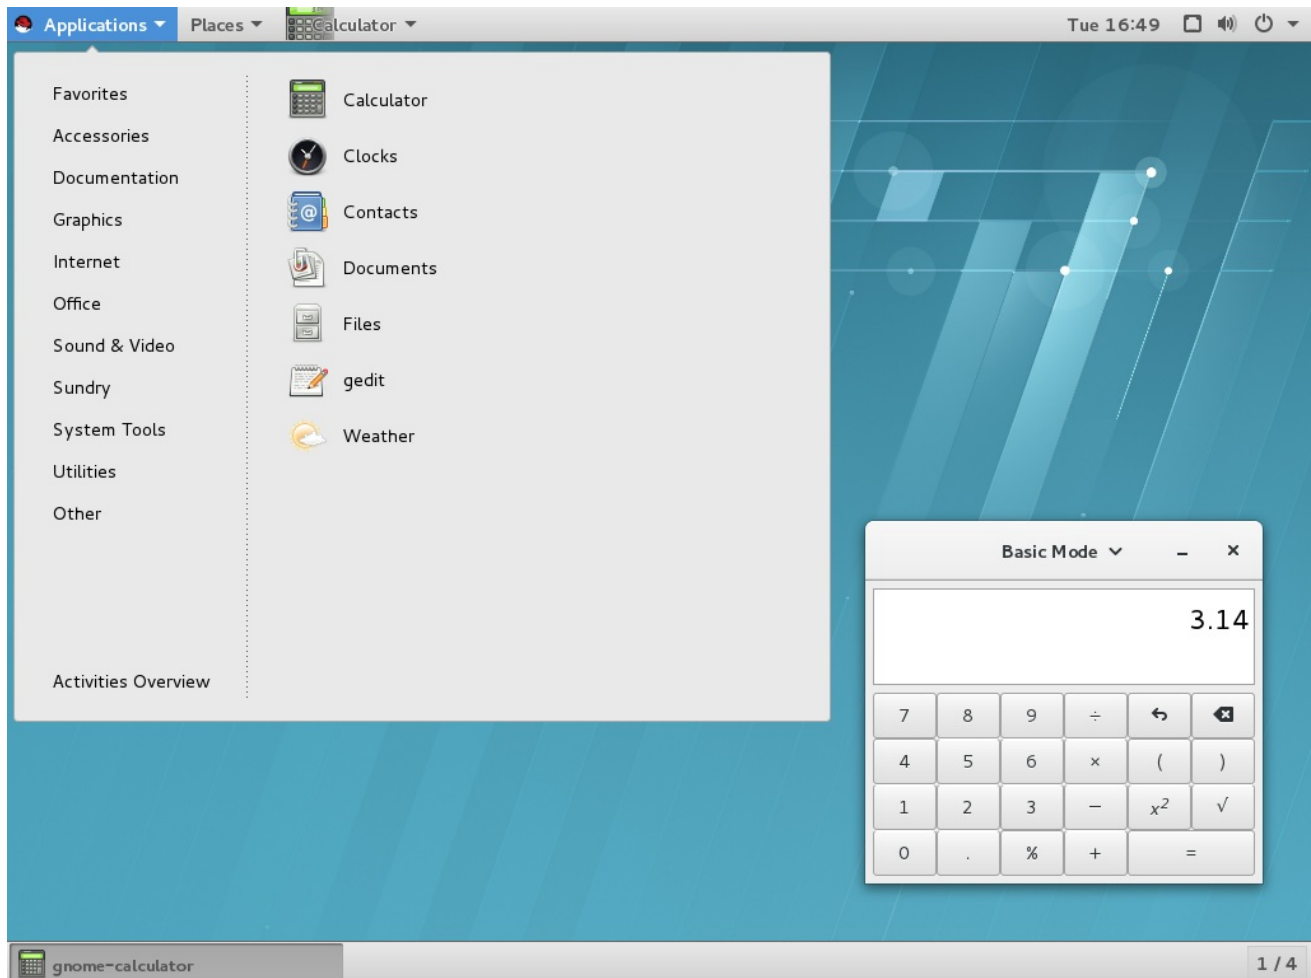 Applications Places Calculator Tue 16:49
Favorites
Accessories
Documentation
Graphics
Internet
Office
Sound & Video
Sundry
System Tools
Utilities
Other
Activities Overview
Calculator
Clocks
Contacts
Documents
Files
gedit
Weather
Basic Mode
3.14
7 8 9 ÷
4 5 6 × ( )
1 2 3 − x² √
0 . % + =
gnome-calculator 1 / 4